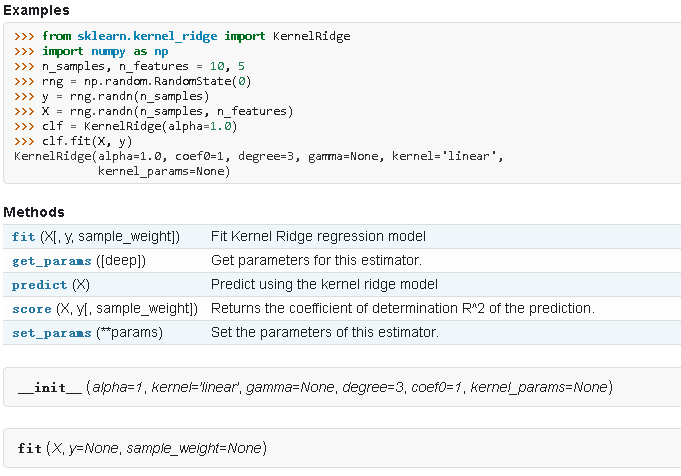 Examples
>>> from sklearn.kernel_ridge import KernelRidge
>>> import numpy as np
>>> n_samples, n_features = 10, 5
>>> rng = np.random.RandomState(0)
>>> y = rng.randn(n_samples)
>>> X = rng.randn(n_samples, n_features)
>>> clf = KernelRidge(alpha=1.0)
>>> clf.fit(X, y)
KernelRidge(alpha=1.0, coef0=1, degree=3, gamma=None, kernel='linear',
            kernel_params=None)
Methods
fit (X[, y, sample_weight]) Fit Kernel Ridge regression model
get_params ([deep]) Get parameters for this estimator.
predict (X) Predict using the kernel ridge model
score (X, y[, sample_weight]) Returns the coefficient of determination R^2 of the prediction.
set_params (**params) Set the parameters of this estimator.
__init__ (alpha=1, kernel='linear', gamma=None, degree=3, coef0=1, kernel_params=None)
fit (X, y=None, sample_weight=None)